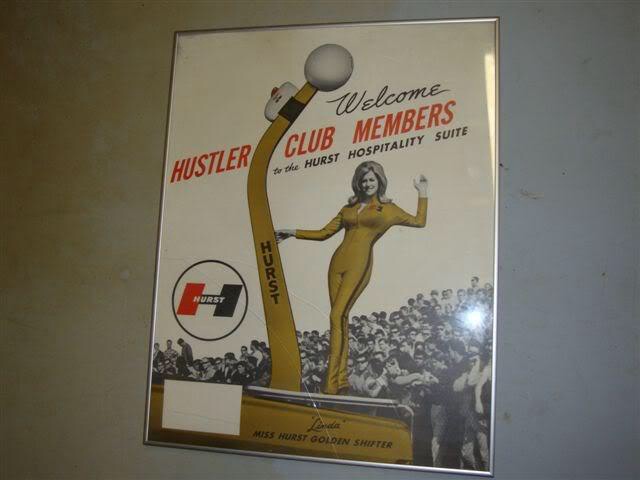 Welcome
HUSTLER CLUB MEMBERS
to the HURST HOSPITALITY SUITE
HURST
HURST
"Linda"
MISS HURST GOLDEN SHIFTER